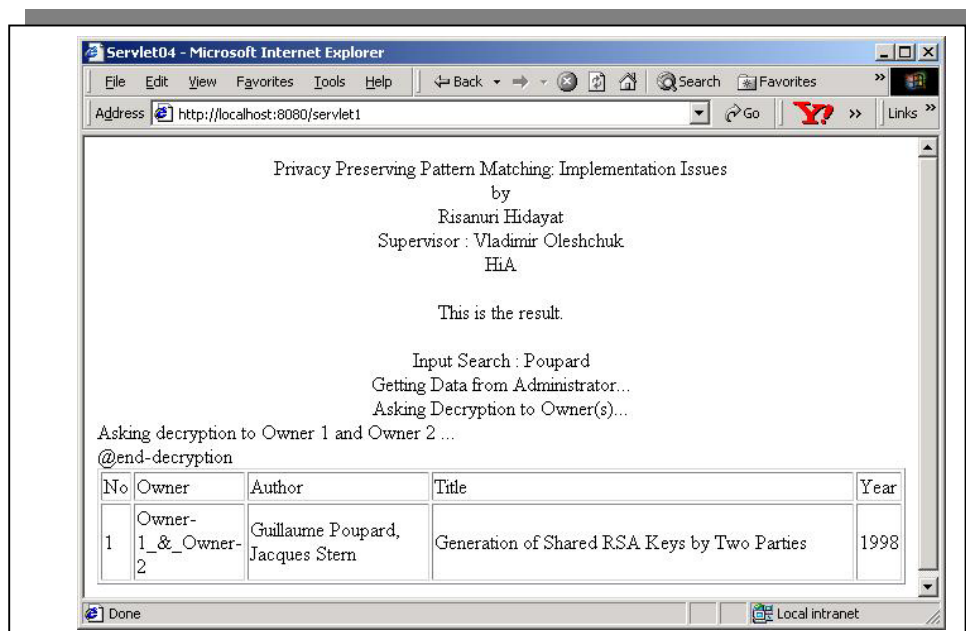 Servlet04 - Microsoft Internet Explorer
File Edit View Favorites Tools Help Back Search Favorites »
Address http://localhost:8080/servlet1 Go Y! » Links »
Privacy Preserving Pattern Matching: Implementation Issues
by
Risanuri Hidayat
Supervisor : Vladimir Oleshchuk
HiA
This is the result.
Input Search : Poupard
Getting Data from Administrator...
Asking Decryption to Owner(s)...
Asking decryption to Owner 1 and Owner 2 ...
@end-decryption
No Owner Author Title Year
1 Owner-1_&_Owner-2 Guillaume Poupard, Jacques Stern Generation of Shared RSA Keys by Two Parties 1998
Done Local intranet